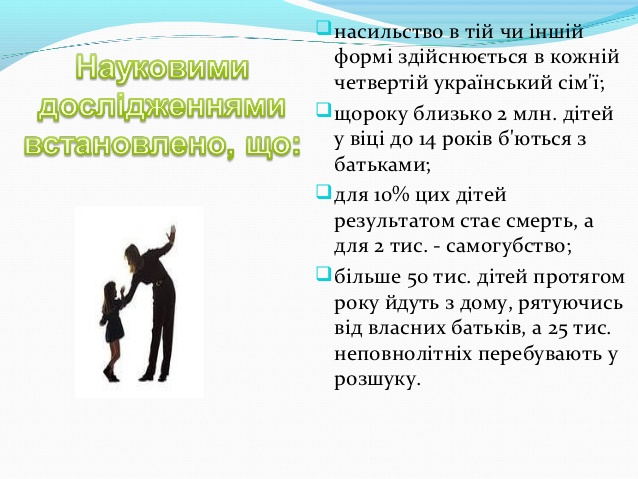 Науковими
дослідженнями
встановлено, що:
насильство в тій чи іншій
формі здійснюється в кожній
четвертій український сім'ї;
щороку близько 2 млн. дітей
у віці до 14 років б'ються з
батьками;
для 10% цих дітей
результатом стає смерть, а
для 2 тис. - самогубство;
більше 50 тис. дітей протягом
року йдуть з дому, рятуючись
від власних батьків, а 25 тис.
неповнолітніх перебувають у
розшуку.